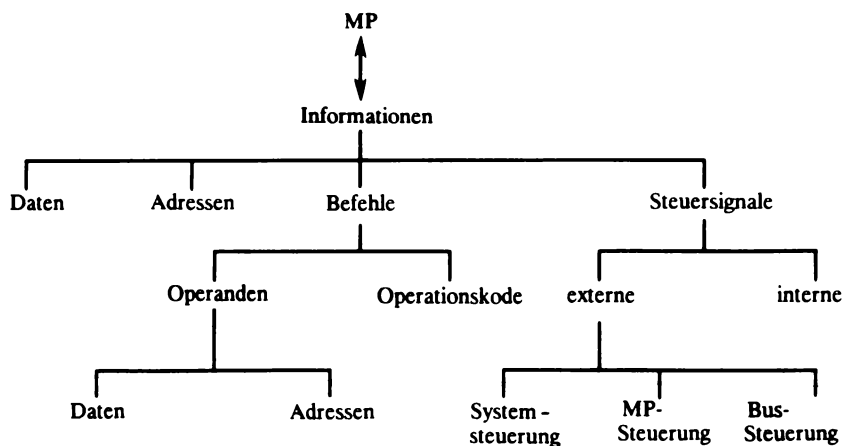 MP
Informationen
Daten Adressen Befehle Steuersignale
Operanden Operationskode externe interne
Daten Adressen System- MP- Bus-
steuerung Steuerung Steuerung